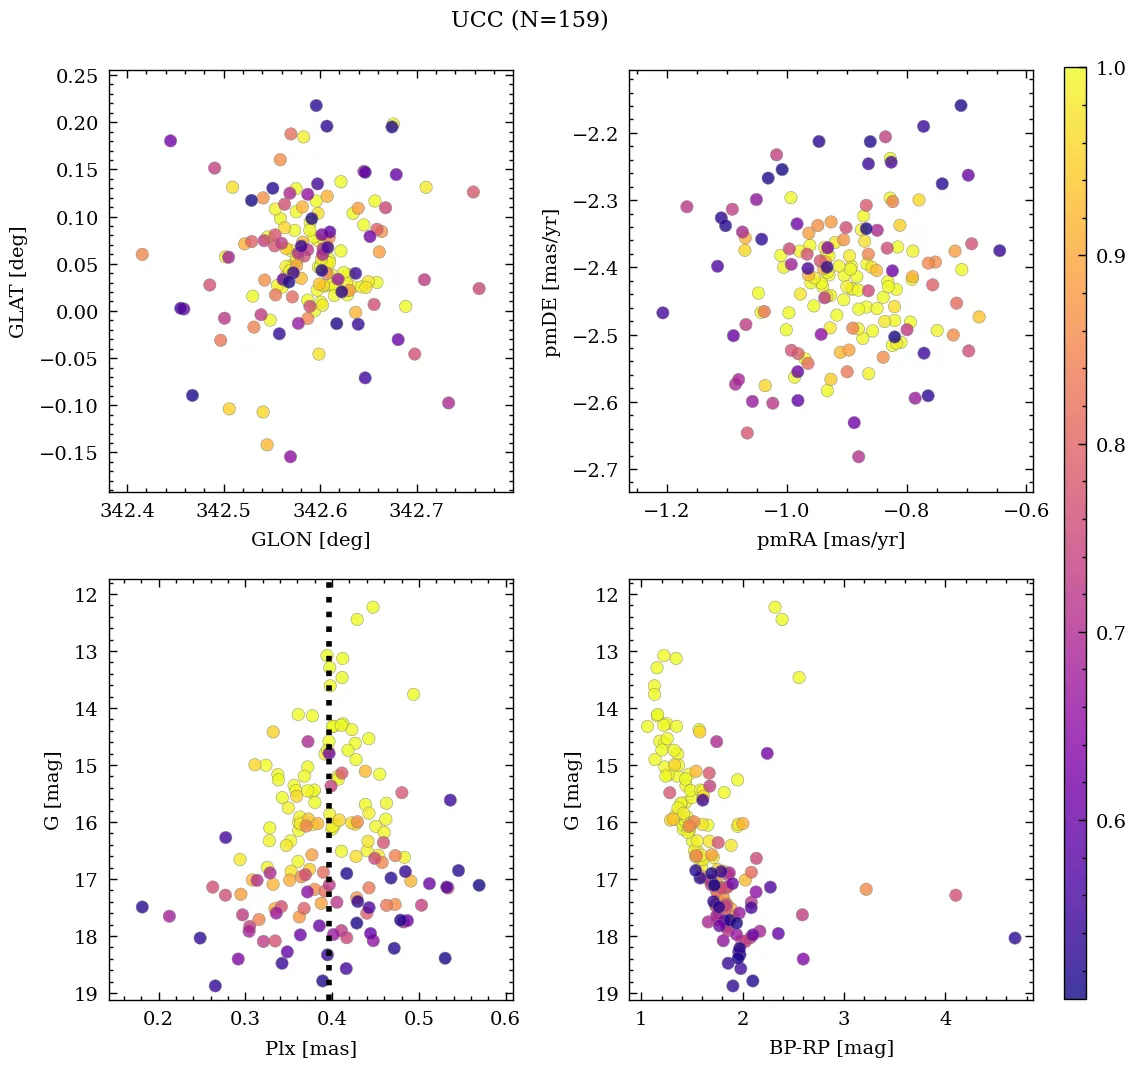 UCC (N=159)
0.25
0.20
0.15
0.10
0.05
0.00
−0.05
−0.10
−0.15
GLAT [deg]
342.4 342.5 342.6 342.7
GLON [deg]
−2.2
−2.3
−2.4
−2.5
−2.6
−2.7
pmDE [mas/yr]
−1.2 −1.0 −0.8 −0.6
pmRA [mas/yr]
12
13
14
15
16
17
18
19
G [mag]
0.2 0.3 0.4 0.5 0.6
Plx [mas]
12
13
14
15
16
17
18
19
G [mag]
1 2 3 4
BP-RP [mag]
1.0
0.9
0.8
0.7
0.6